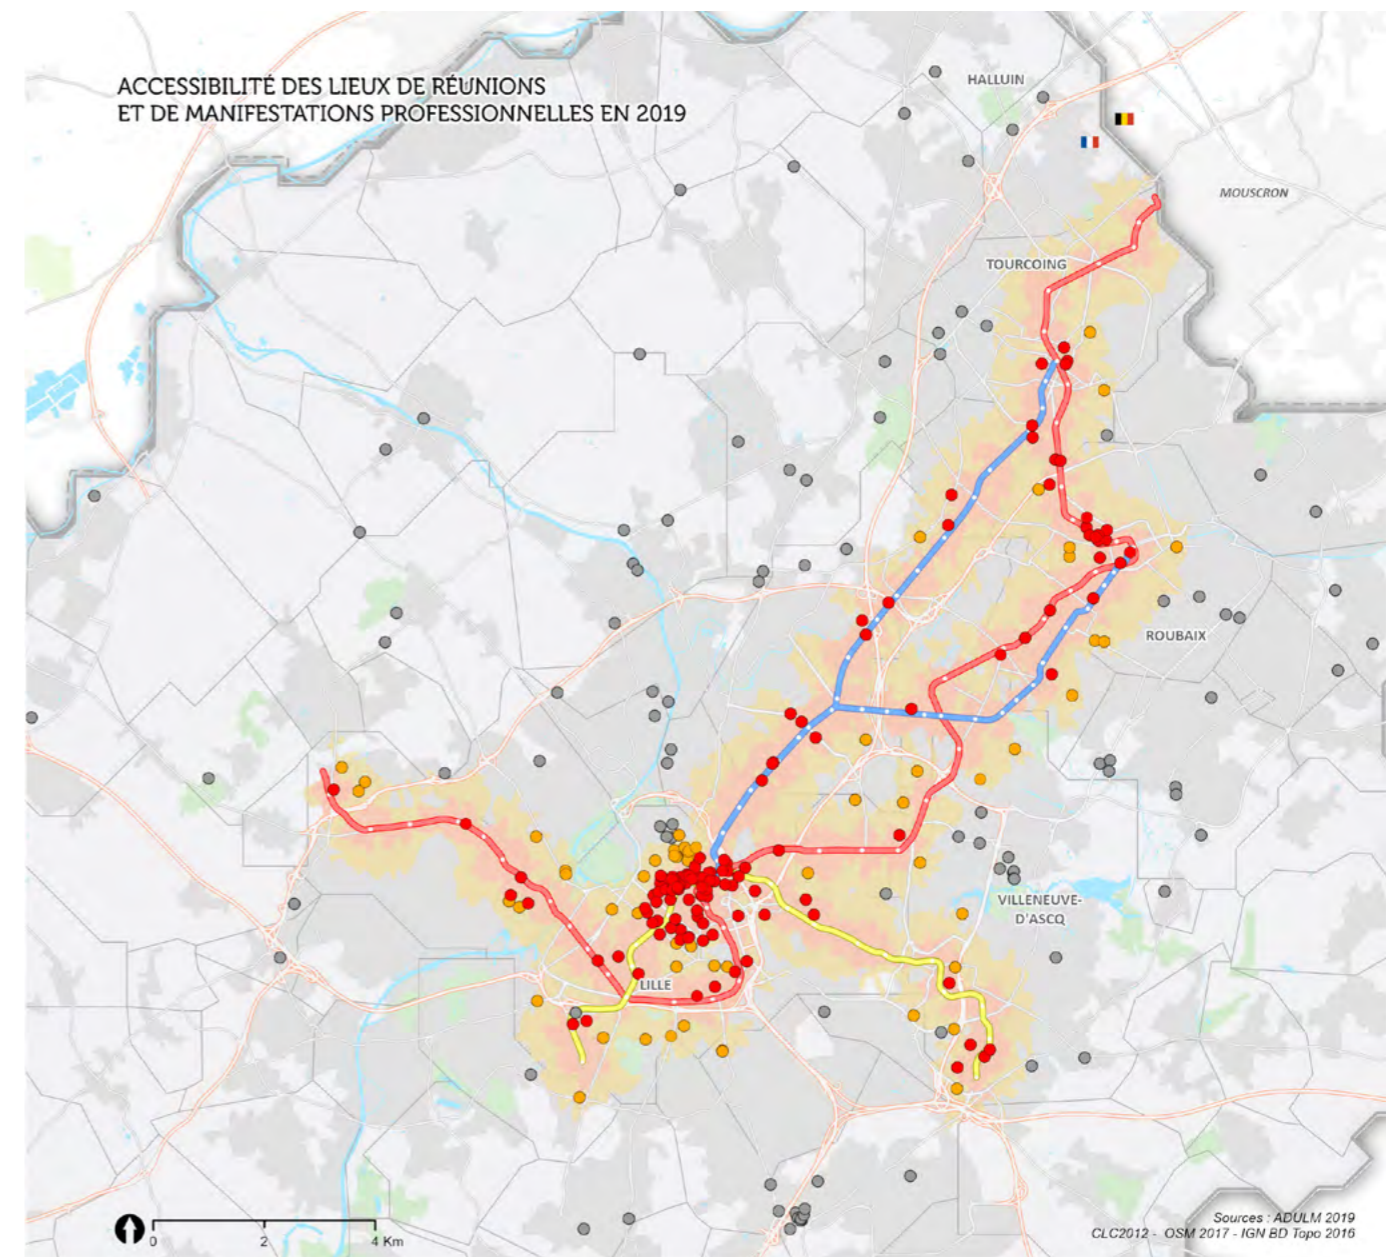 ACCESSIBILITÉ DES LIEUX DE RÉUNIONS
ET DE MANIFESTATIONS PROFESSIONNELLES EN 2019
HALLUIN
MOUSCRON
TOURCOING
ROUBAIX
VILLENEUVE-
D'ASCQ
LILLE
0 2 4 Km
Sources : ADULM 2019
CLC2012 - OSM 2017 - IGN BD Topo 2016